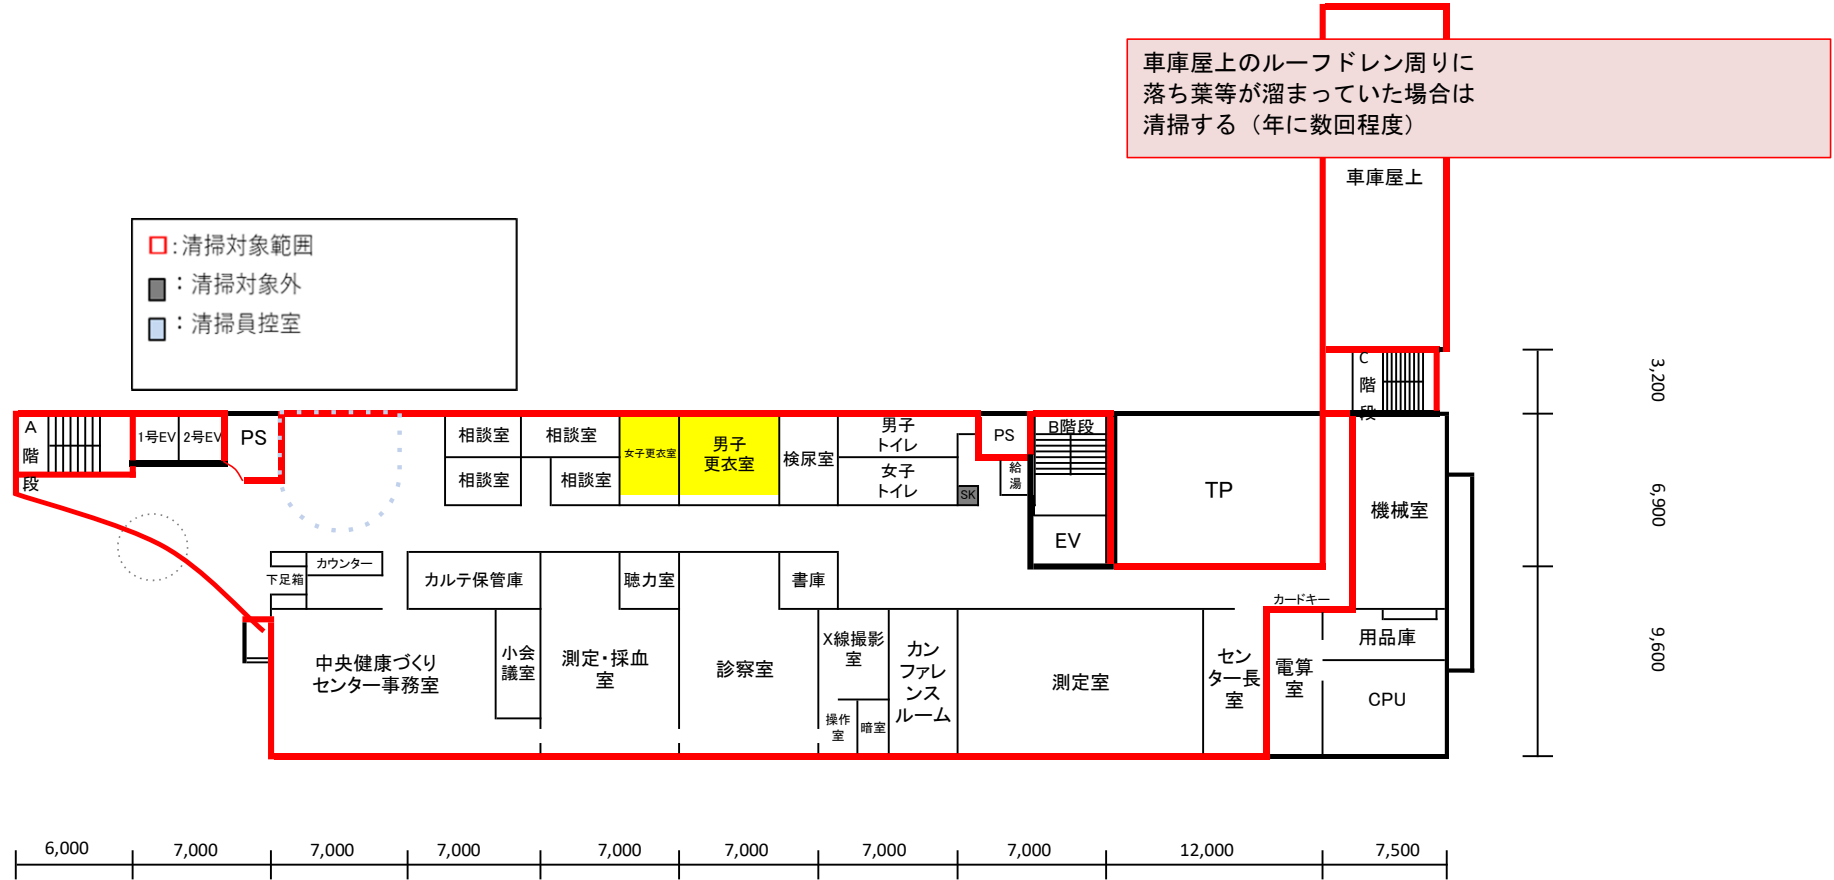 車庫屋上のルーフドレン周りに
落ち葉等が溜まっていた場合は
清掃する（年に数回程度）
車庫屋上
:清掃対象範囲
：清掃対象外
：清掃員控室
C
階
段
3,200
A
階
段
1号EV
2号EV
PS
相談室
相談室
女子更衣室
男子
更衣室
検尿室
男子
トイレ
PS
B階段
相談室
相談室
女子
トイレ
SK
給
湯
TP
機械室
6,900
EV
カウンター
下足箱
カルテ保管庫
聴力室
書庫
カードキー
中央健康づくり
センター事務室
小会
議室
測定・採血
室
診察室
X線撮影
室
操作
室
暗室
カン
ファレ
ンス
ルーム
測定室
セン
ター長
室
電算
室
用品庫
CPU
9,600
6,000
7,000
7,000
7,000
7,000
7,000
7,000
7,000
12,000
7,500